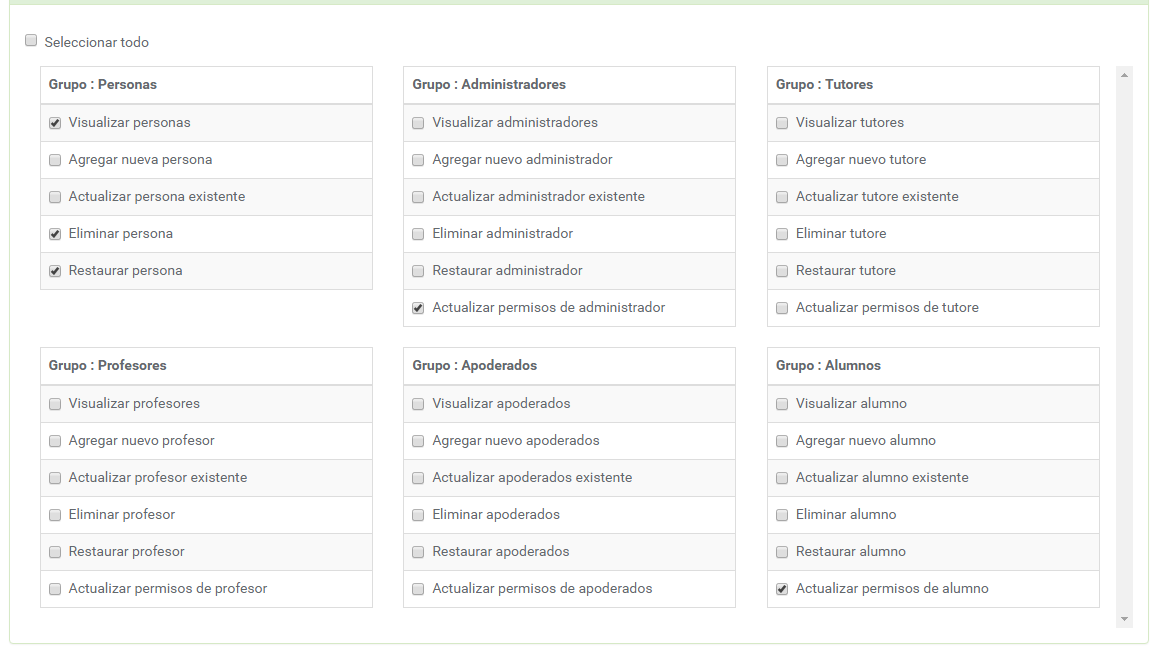 Seleccionar todo
Grupo : Personas
Visualizar personas
Agregar nueva persona
Actualizar persona existente
Eliminar persona
Restaurar persona
Grupo : Administradores
Visualizar administradores
Agregar nuevo administrador
Actualizar administrador existente
Eliminar administrador
Restaurar administrador
Actualizar permisos de administrador
Grupo : Tutores
Visualizar tutores
Agregar nuevo tutore
Actualizar tutore existente
Eliminar tutore
Restaurar tutore
Actualizar permisos de tutore
Grupo : Profesores
Visualizar profesores
Agregar nuevo profesor
Actualizar profesor existente
Eliminar profesor
Restaurar profesor
Actualizar permisos de profesor
Grupo : Apoderados
Visualizar apoderados
Agregar nuevo apoderados
Actualizar apoderados existente
Eliminar apoderados
Restaurar apoderados
Actualizar permisos de apoderados
Grupo : Alumnos
Visualizar alumno
Agregar nuevo alumno
Actualizar alumno existente
Eliminar alumno
Restaurar alumno
Actualizar permisos de alumno